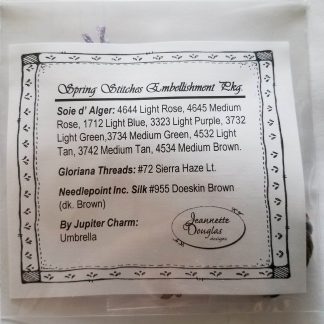 Spring Stitches Embellishment Pkg.
Soie d' Alger: 4644 Light Rose, 4645 Medium
Rose, 1712 Light Blue, 3323 Light Purple, 3732
Light Green,3734 Medium Green, 4532 Light
Tan, 3742 Medium Tan, 4534 Medium Brown.
Gloriana Threads: #72 Sierra Haze Lt.
Needlepoint Inc. Silk #955 Doeskin Brown
(dk. Brown)
By Jupiter Charm:
Umbrella
Jeannette
Douglas
designs